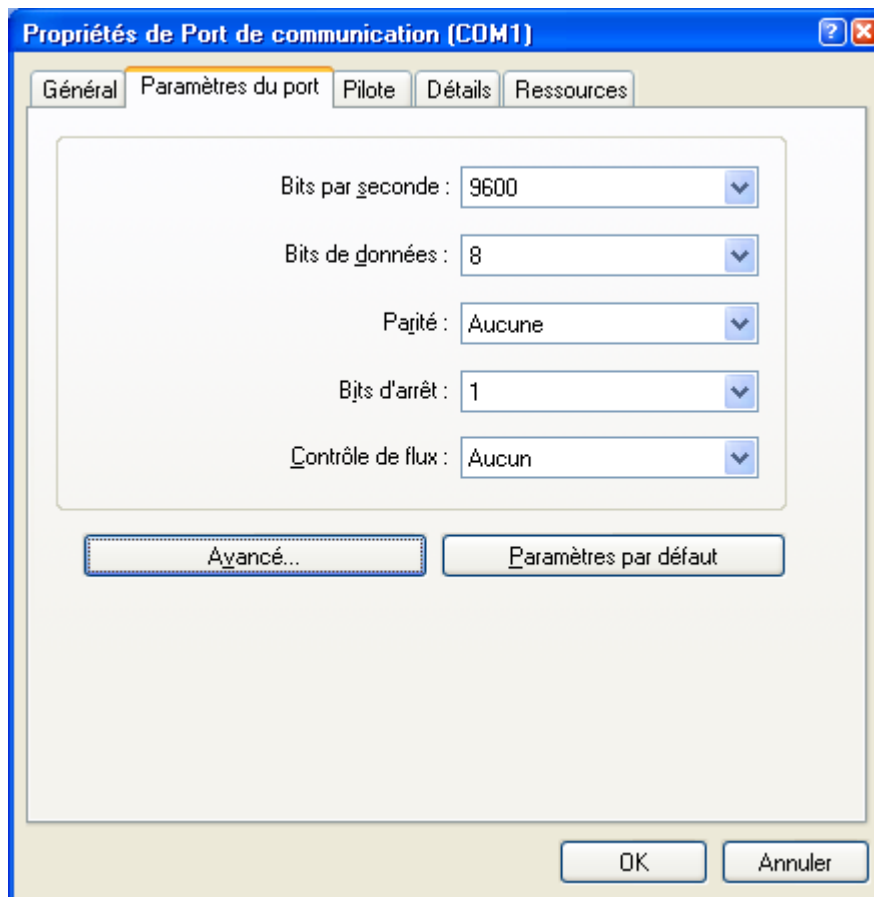 Propriétés de Port de communication (COM1)
Général Paramètres du port Pilote Détails Ressources
Bits par seconde : 9600
Bits de données : 8
Parité : Aucune
Bits d'arrêt : 1
Contrôle de flux : Aucun
Avancé... Paramètres par défaut
OK Annuler